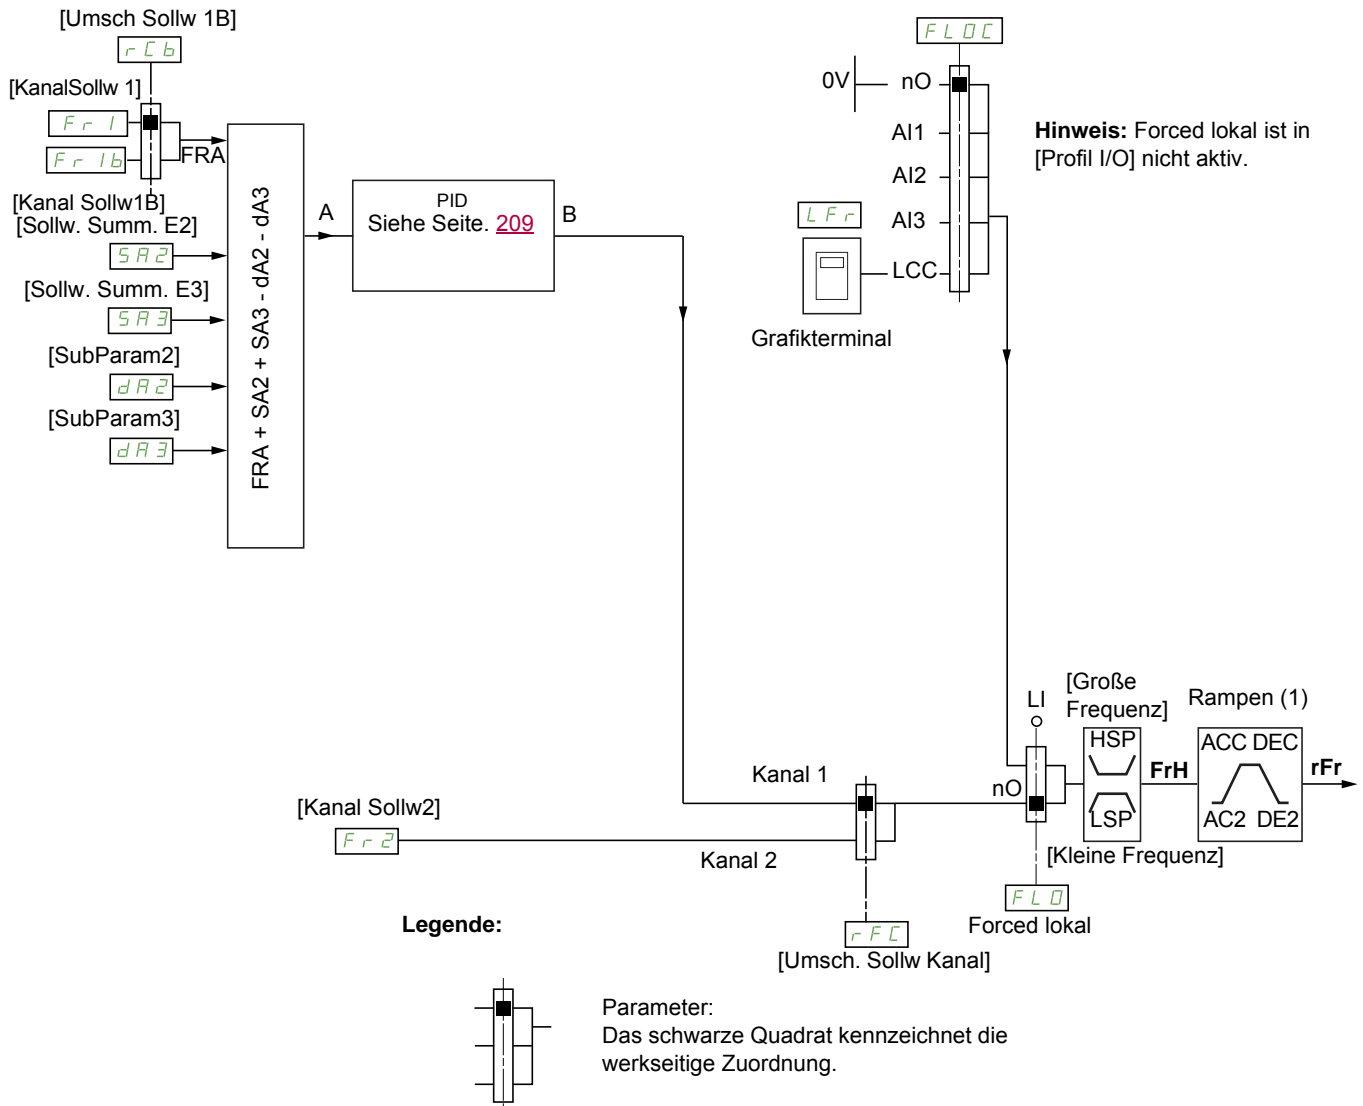 [Umsch Sollw 1B]
rCb
[KanalSollw 1]
Fr1
Fr1b
FRA
[Kanal Sollw1B]
[Sollw. Summ. E2]
SA2
[Sollw. Summ. E3]
SA3
[SubParam2]
dA2
[SubParam3]
dA3
FRA + SA2 + SA3 - dA2 - dA3
A
PID
Siehe Seite. 209
B
FLOC
0V
nO
AI1
AI2
AI3
LCC
LFr
Grafikterminal
Hinweis: Forced lokal ist in
[Profil I/O] nicht aktiv.
Kanal 1
[Kanal Sollw2]
Fr2
Kanal 2
rFC
[Umsch. Sollw Kanal]
LI
nO
FLO
Forced lokal
[Große
Frequenz]
HSP
LSP
[Kleine Frequenz]
FrH
Rampen (1)
ACC DEC
AC2 DE2
rFr
Legende:
Parameter:
Das schwarze Quadrat kennzeichnet die
werkseitige Zuordnung.